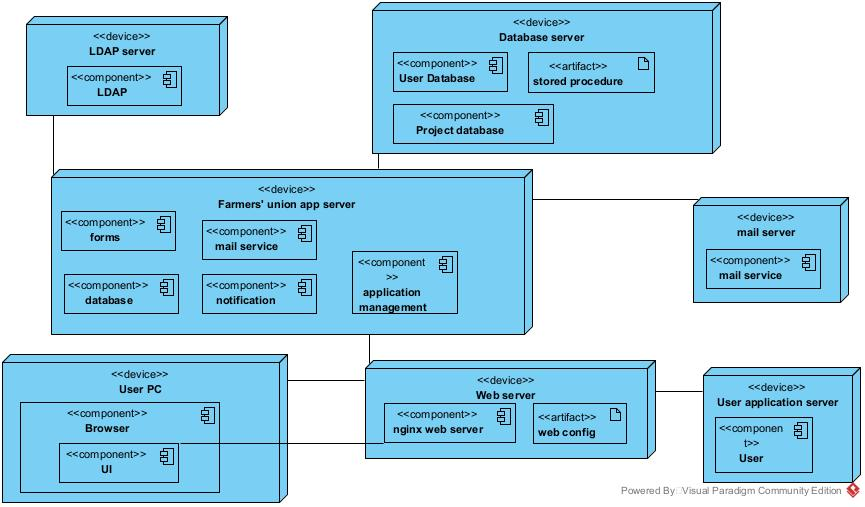 <<device>>
LDAP server
<<component>>
LDAP
<<device>>
Database server
<<component>>
User Database
<<artifact>>
stored procedure
<<component>>
Project database
<<device>>
Farmers' union app server
<<component>>
forms
<<component>>
mail service
<<component
>>
application
management
<<component>>
database
<<component>>
notification
<<device>>
mail server
<<component>>
mail service
<<device>>
User PC
<<component>>
Browser
<<component>>
UI
<<device>>
Web server
<<component>>
nginx web server
<<artifact>>
web config
<<device>>
User application server
<<componen
t>>
User
Powered By Visual Paradigm Community Edition